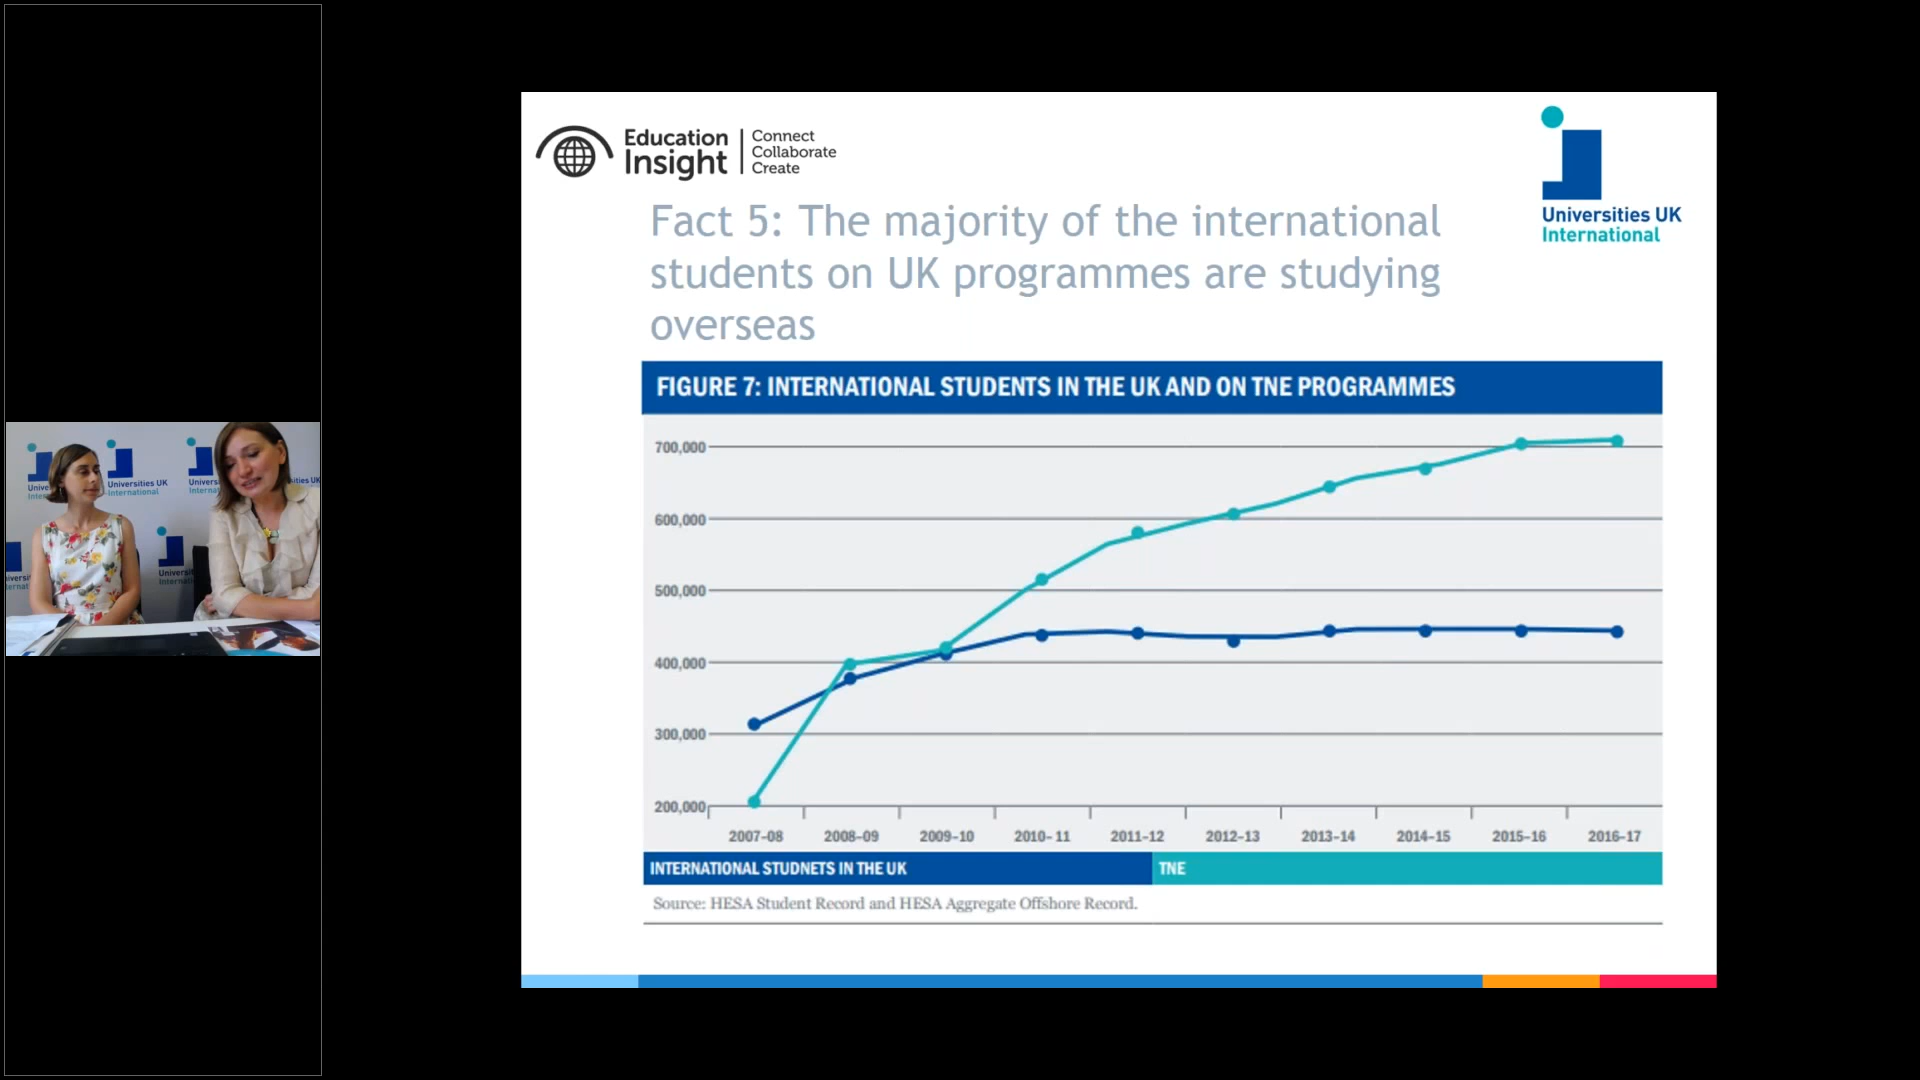 Education
Insight
Connect
Collaborate
Create
Universities UK
International
Fact 5: The majority of the international
students on UK programmes are studying
overseas
FIGURE 7: INTERNATIONAL STUDENTS IN THE UK AND ON TNE PROGRAMMES
700,000
600,000
500,000
400,000
300,000
200,000
2007–08 2008–09 2009–10 2010–11 2011–12 2012–13 2013–14 2014–15 2015–16 2016–17
INTERNATIONAL STUDNETS IN THE UK TNE
Source: HESA Student Record and HESA Aggregate Offshore Record.
Universities UK
International